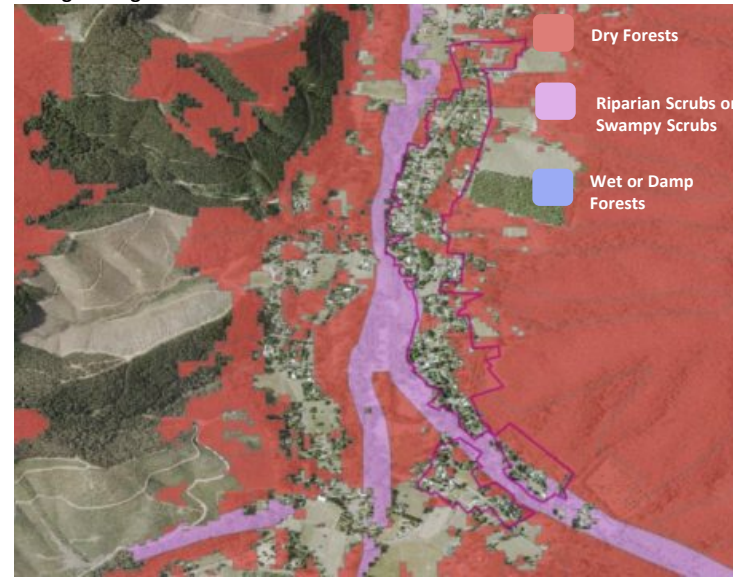 Dry Forests
Riparian Scrubs or
Swampy Scrubs
Wet or Damp
Forests